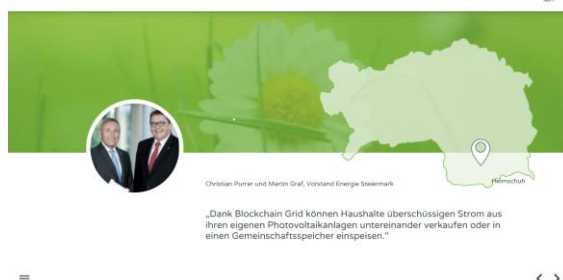 Heimschuh
Christian Purrer und Martin Graf, Vorstand Energie Steiermark
„Dank Blockchain Grid können Haushalte überschüssigen Strom aus
ihren eigenen Photovoltaikanlagen untereinander verkaufen oder in
einen Gemeinschaftsspeicher einspeisen.“